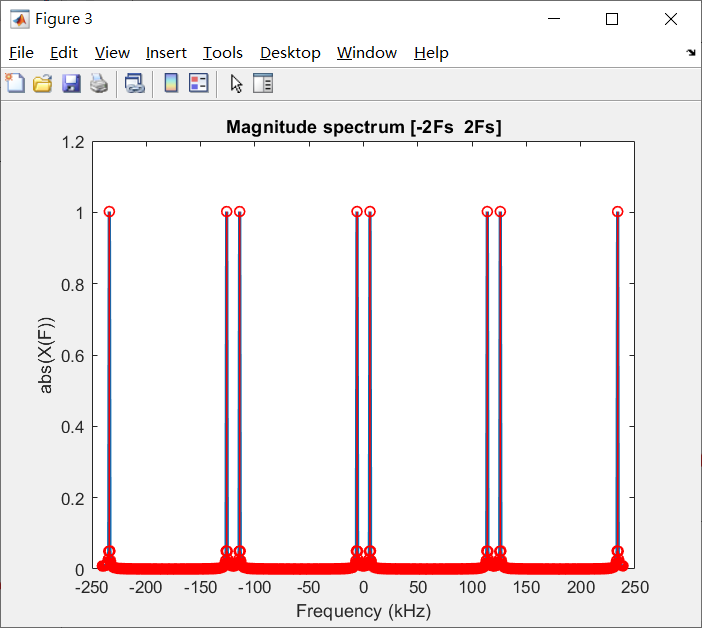 Figure 3
File Edit View Insert Tools Desktop Window Help
Magnitude spectrum [-2Fs  2Fs]
1.2
1
0.8
0.6
0.4
0.2
0
abs(X(F))
-250 -200 -150 -100 -50 0 50 100 150 200 250
Frequency (kHz)